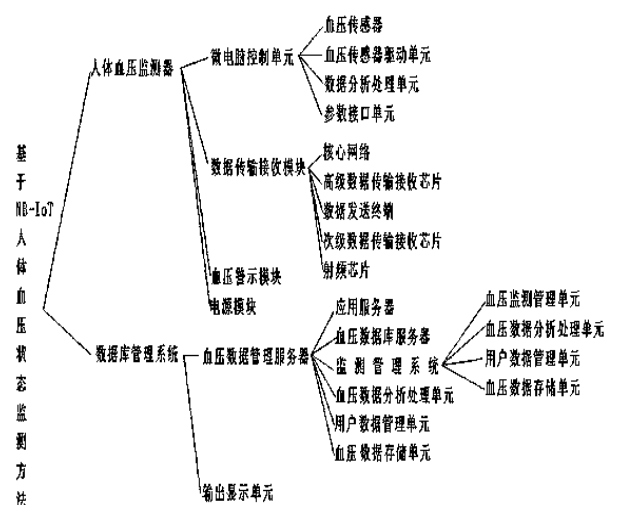 基于NB-IoT人体血压状态监测方法
人体血压监测器
微电脑控制单元
血压传感器
血压传感器驱动单元
数据分析处理单元
参数接口单元
数据传输接收模块
核心网络
高级数据传输接收芯片
数据发送终端
次级数据传输接收芯片
射频芯片
血压警示模块
电源模块
数据库管理系统
血压数据管理服务器
应用服务器
血压数据库服务器
监测管理系统
血压监测管理单元
血压数据分析处理单元
用户数据管理单元
血压数据存储单元
血压数据分析处理单元
用户数据管理单元
血压数据存储单元
输出显示单元